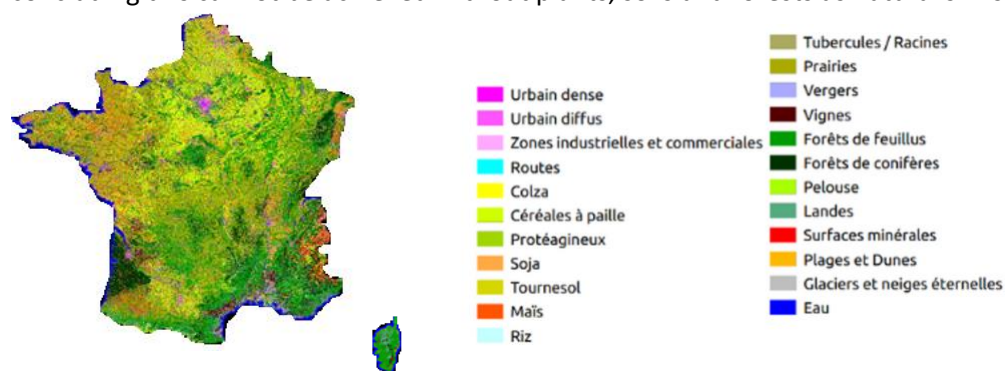 Urbain dense
Urbain diffus
Zones industrielles et commerciales
Routes
Colza
Céréales à paille
Protéagineux
Soja
Tournesol
Maïs
Riz
Tubercules / Racines
Prairies
Vergers
Vignes
Forêts de feuillus
Forêts de conifères
Pelouse
Landes
Surfaces minérales
Plages et Dunes
Glaciers et neiges éternelles
Eau